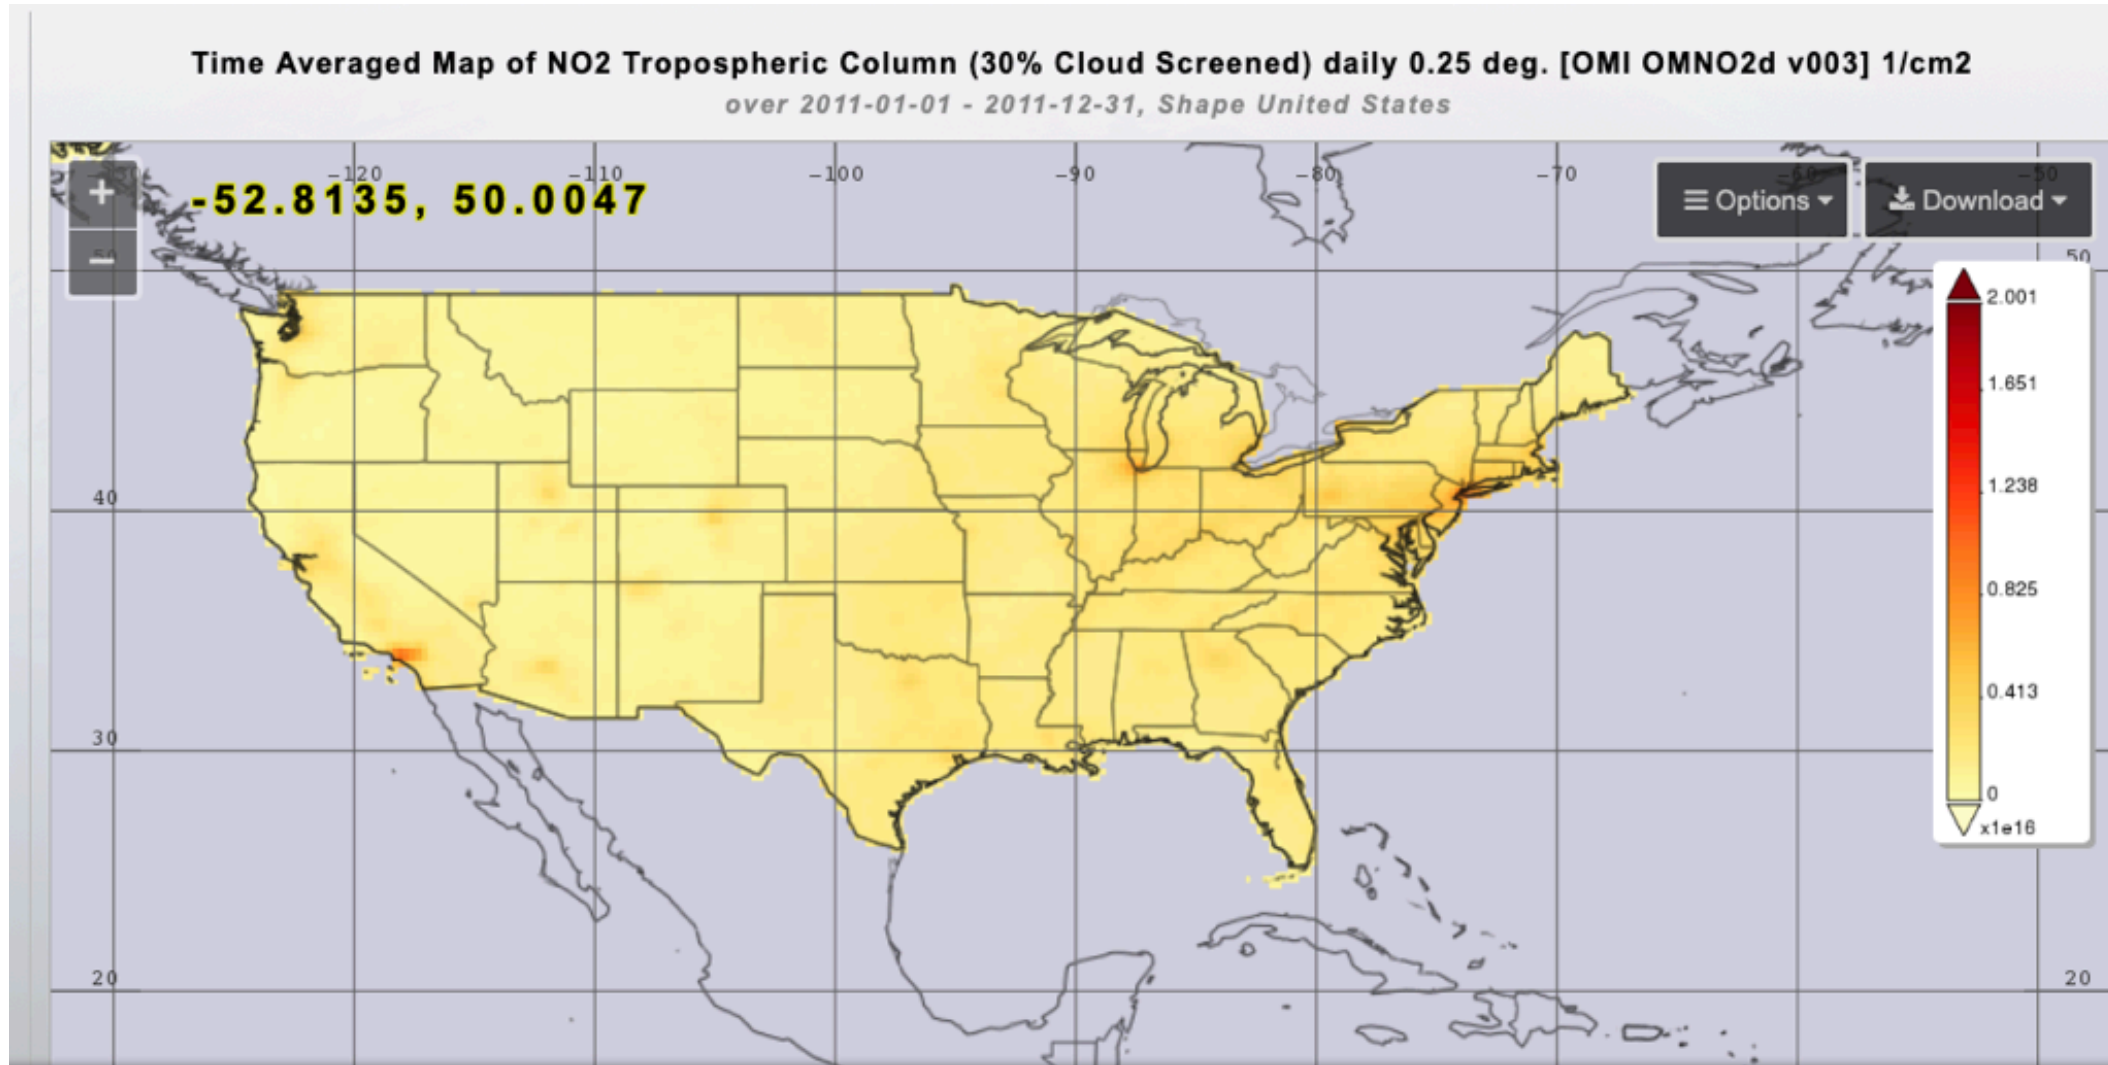 Time Averaged Map of NO2 Tropospheric Column (30% Cloud Screened) daily 0.25 deg. [OMI OMNO2d v003] 1/cm2
over 2011-01-01 - 2011-12-31, Shape United States
-120 -110 -100 -90 -80 -70 -60 -50
+
-52.8135, 50.0047
Options
Download
−
50 50
2.001
1.651
1.238
40
0.825
0.413
30
0
x1e16
20 20